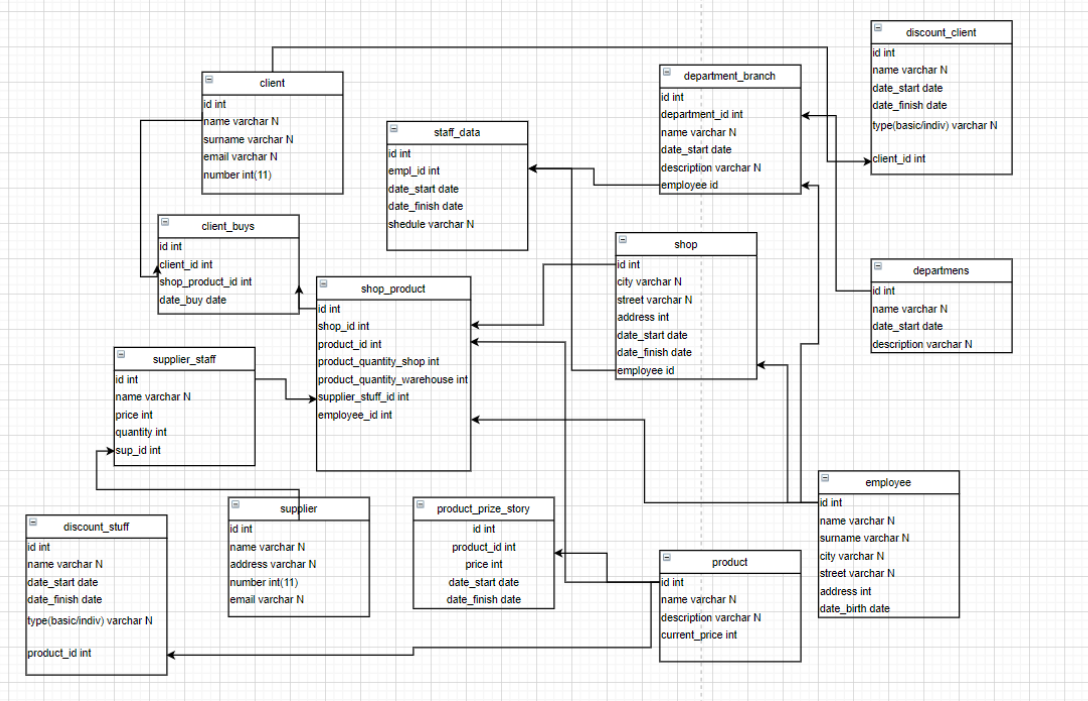 discount_client
id int
name varchar N
date_start date
date_finish date
type(basic/indiv) varchar N
client_id int
client
id int
name varchar N
surname varchar N
email varchar N
number int(11)
department_branch
id int
department_id int
name varchar N
date_start date
description varchar N
employee id
staff_data
id int
empl_id int
date_start date
date_finish date
shedule varchar N
client_buys
id int
client_id int
shop_product_id int
date_buy date
shop
id int
city varchar N
street varchar N
address int
date_start date
date_finish date
employee id
departmens
id int
name varchar N
date_start date
description varchar N
shop_product
id int
shop_id int
product_id int
product_quantity_shop int
product_quantity_warehouse int
supplier_stuff_id int
employee_id int
supplier_staff
id int
name varchar N
price int
quantity int
sup_id int
employee
id int
name varchar N
surname varchar N
city varchar N
street varchar N
address int
date_birth date
discount_stuff
id int
name varchar N
date_start date
date_finish date
type(basic/indiv) varchar N
product_id int
supplier
id int
name varchar N
address varchar N
number int(11)
email varchar N
product_prize_story
id int
product_id int
price int
date_start date
date_finish date
product
id int
name varchar N
description varchar N
current_price int